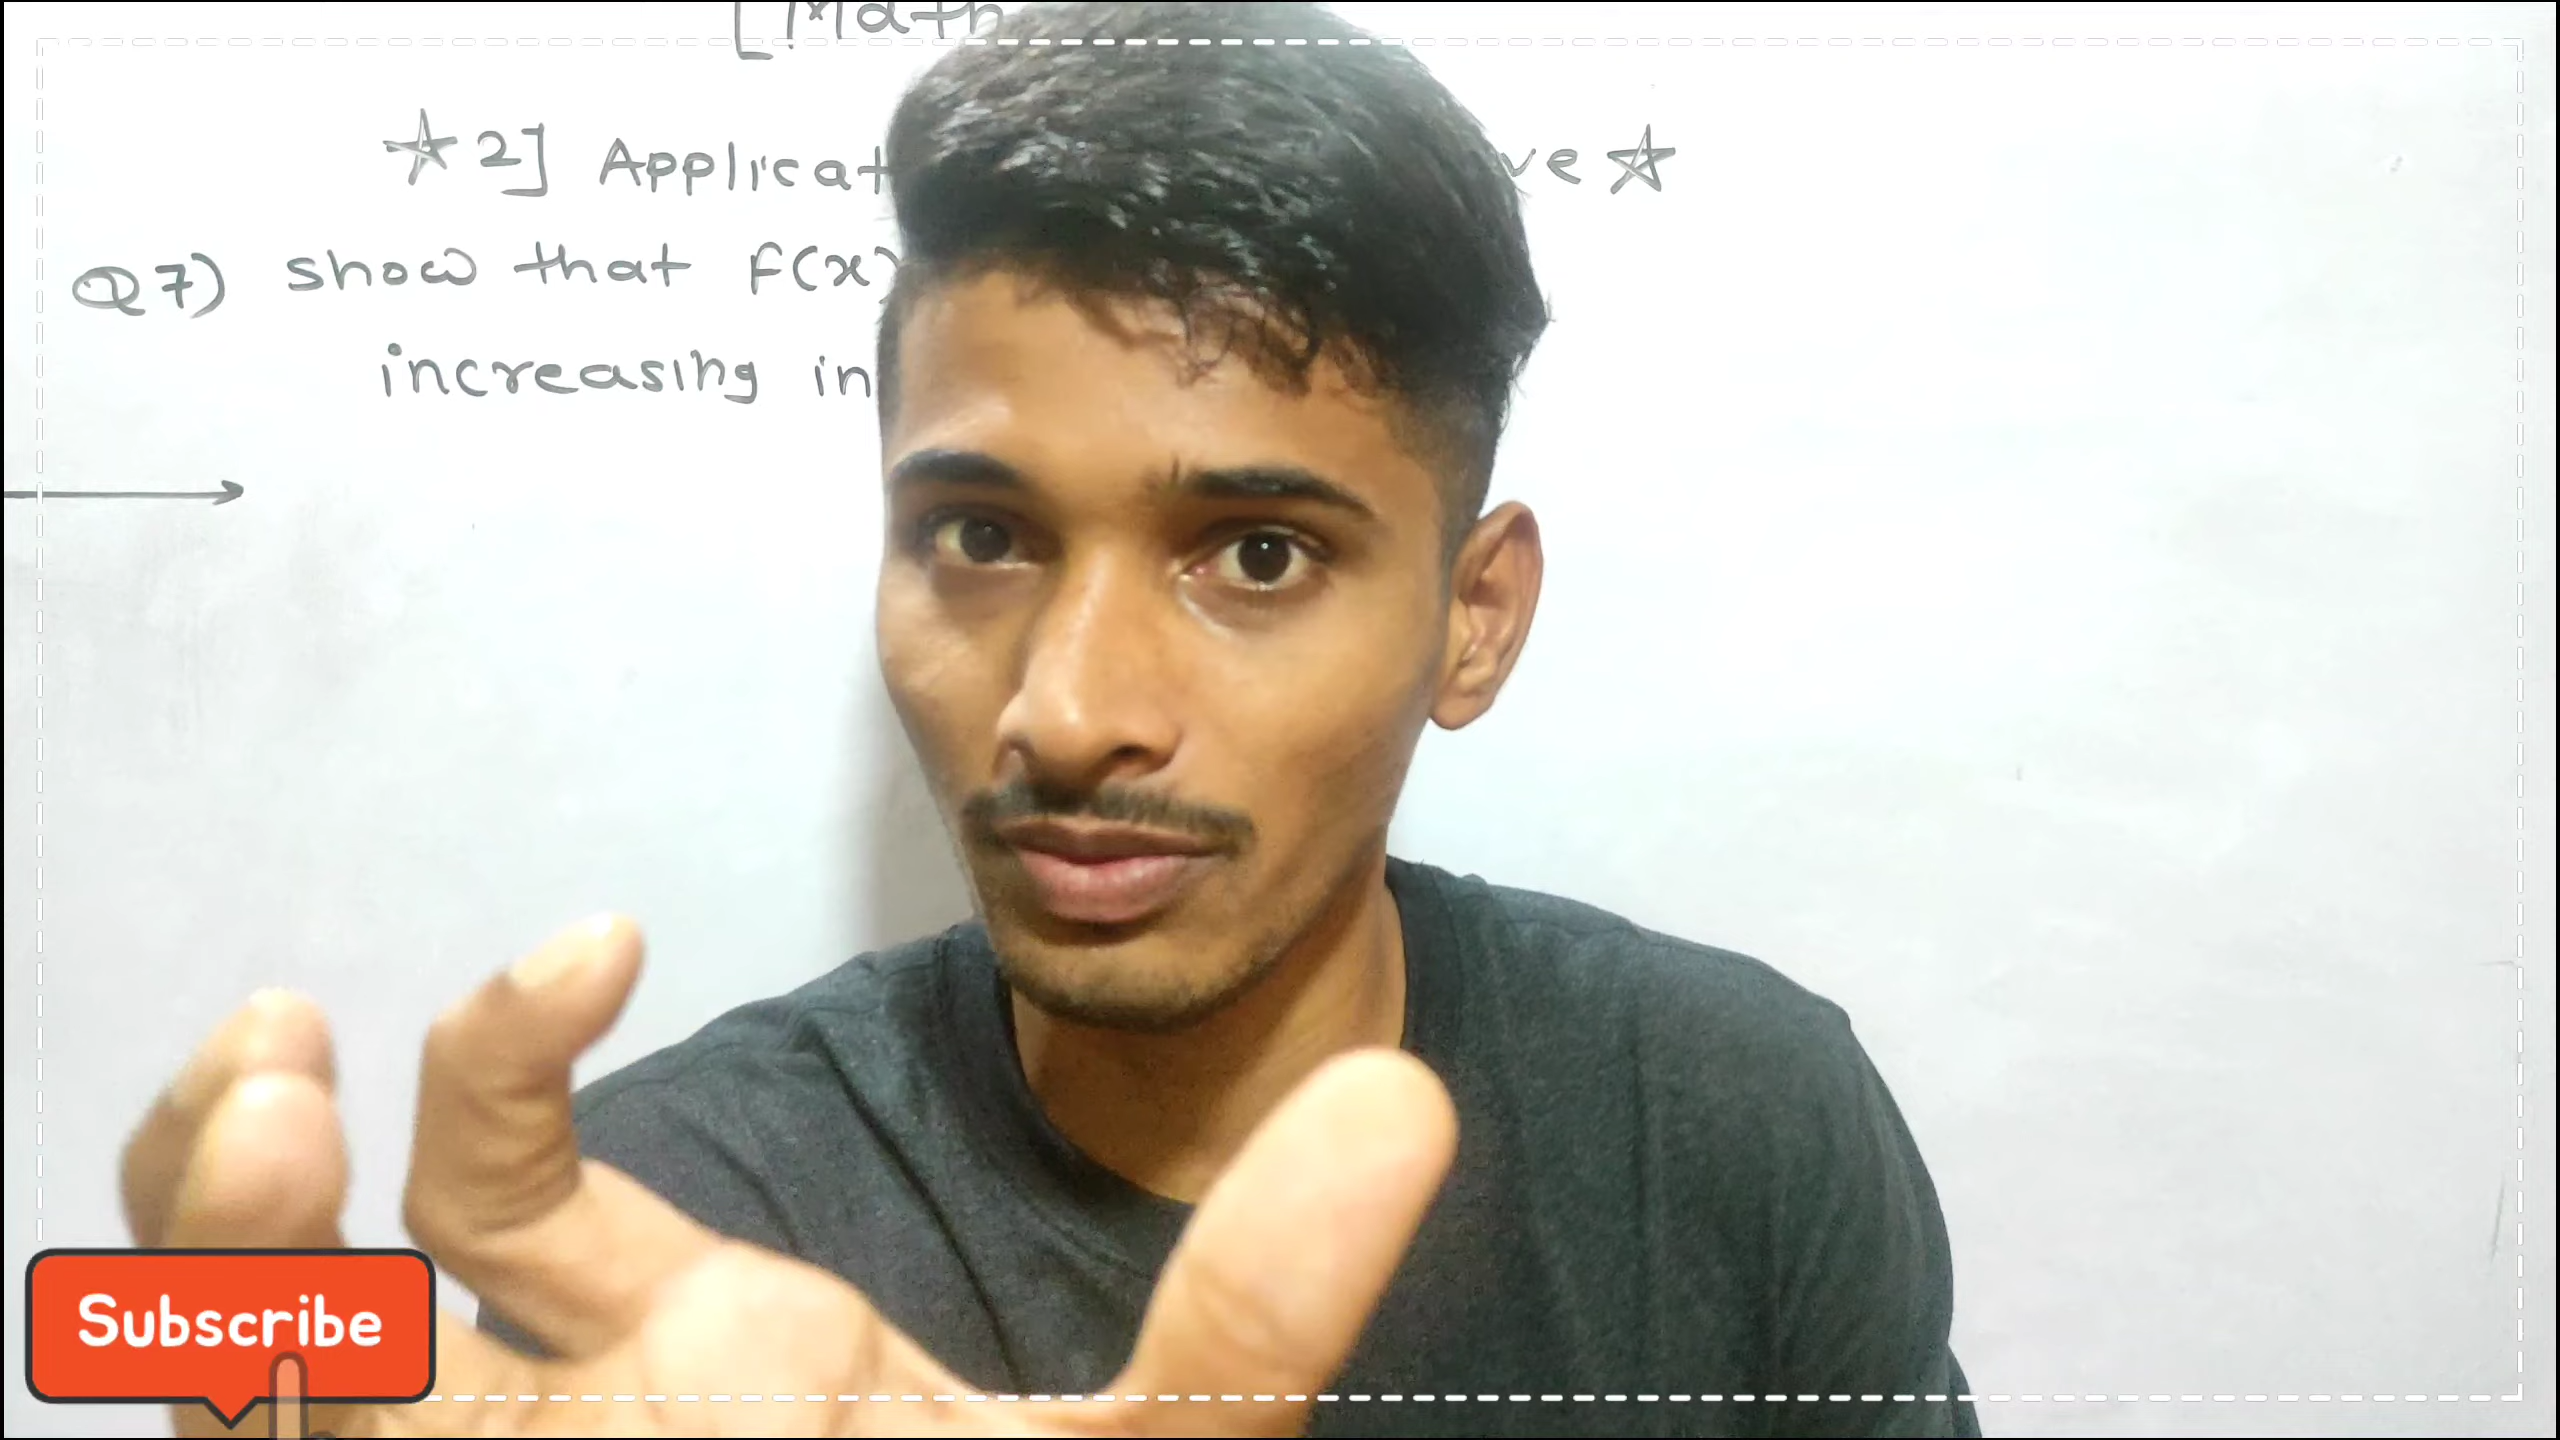 [Math
☆ 2] Applicat ve ☆
Q7) show that f(x)
increasing in
Subscribe